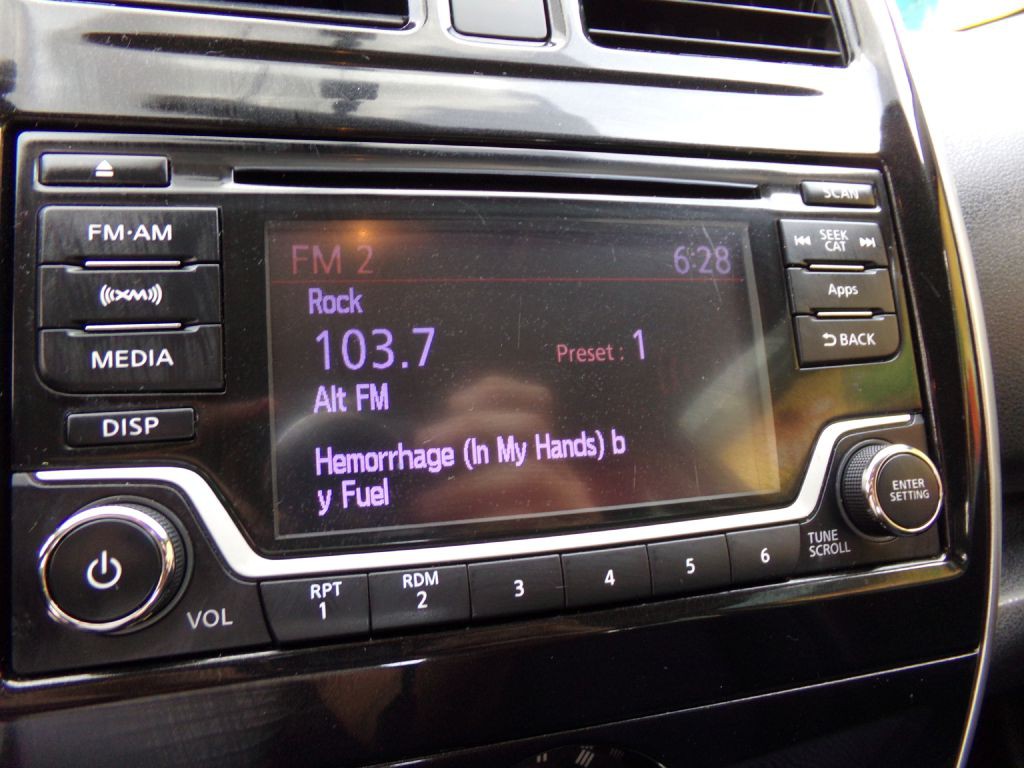 SCAN
FM·AM
SEEK
CAT
((XM))
Apps
MEDIA
BACK
DISP
FM 2 6:28
Rock
103.7 Preset : 1
Alt FM
Hemorrhage (In My Hands) b
y Fuel
ENTER
SETTING
TUNE
SCROLL
VOL
RPT
1
RDM
2
3
4
5
6